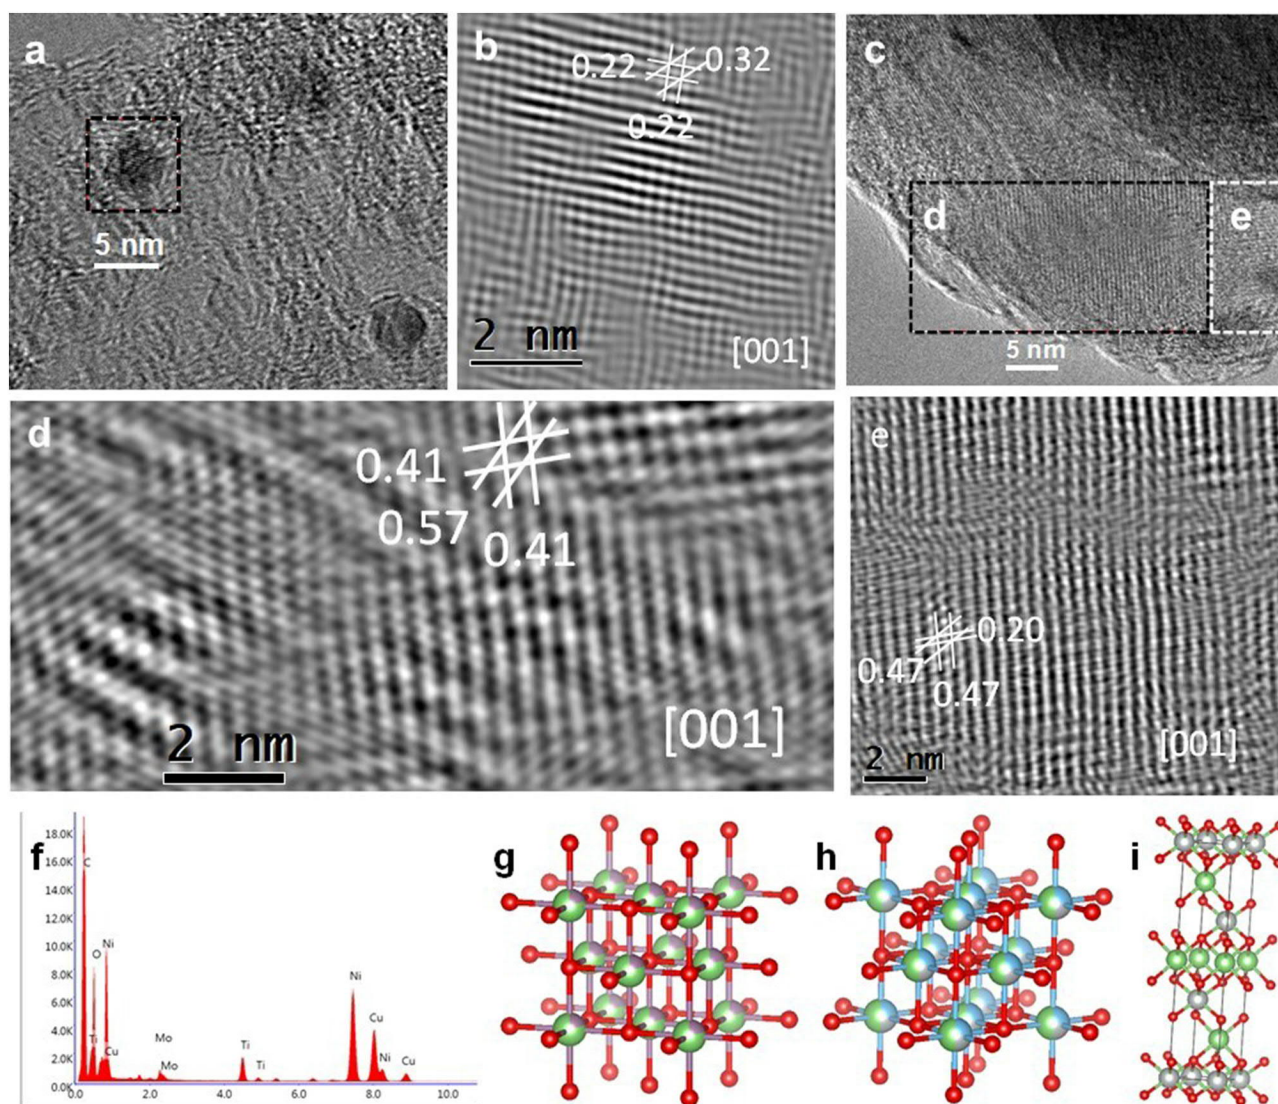 a
5 nm
b
0.22
0.32
0.22
2 nm
[001]
c
d
e
5 nm
d
0.41
0.57
0.41
2 nm
[001]
e
0.20
0.47
0.47
2 nm
[001]
f
18.0K
16.0K
14.0K
12.0K
10.0K
8.0K
6.0K
4.0K
2.0K
0.0K
C
O
Ni
Ti
Cu
Mo
Mo
Ti
Ti
Ni
Cu
Ni
Cu
0.0
2.0
4.0
6.0
8.0
10.0
g
h
i